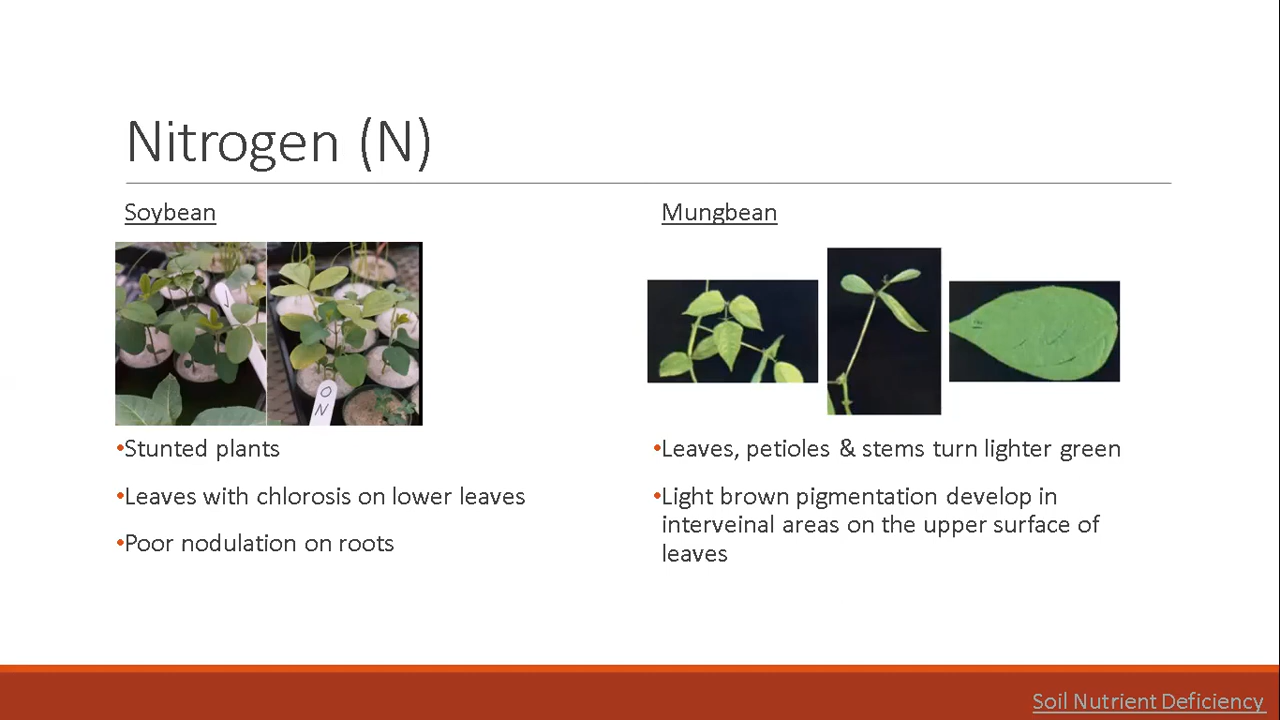 Nitrogen (N)
Soybean
•Stunted plants
•Leaves with chlorosis on lower leaves
•Poor nodulation on roots
Mungbean
•Leaves, petioles & stems turn lighter green
•Light brown pigmentation develop in
interveinal areas on the upper surface of
leaves
ON
Soil Nutrient Deficiency